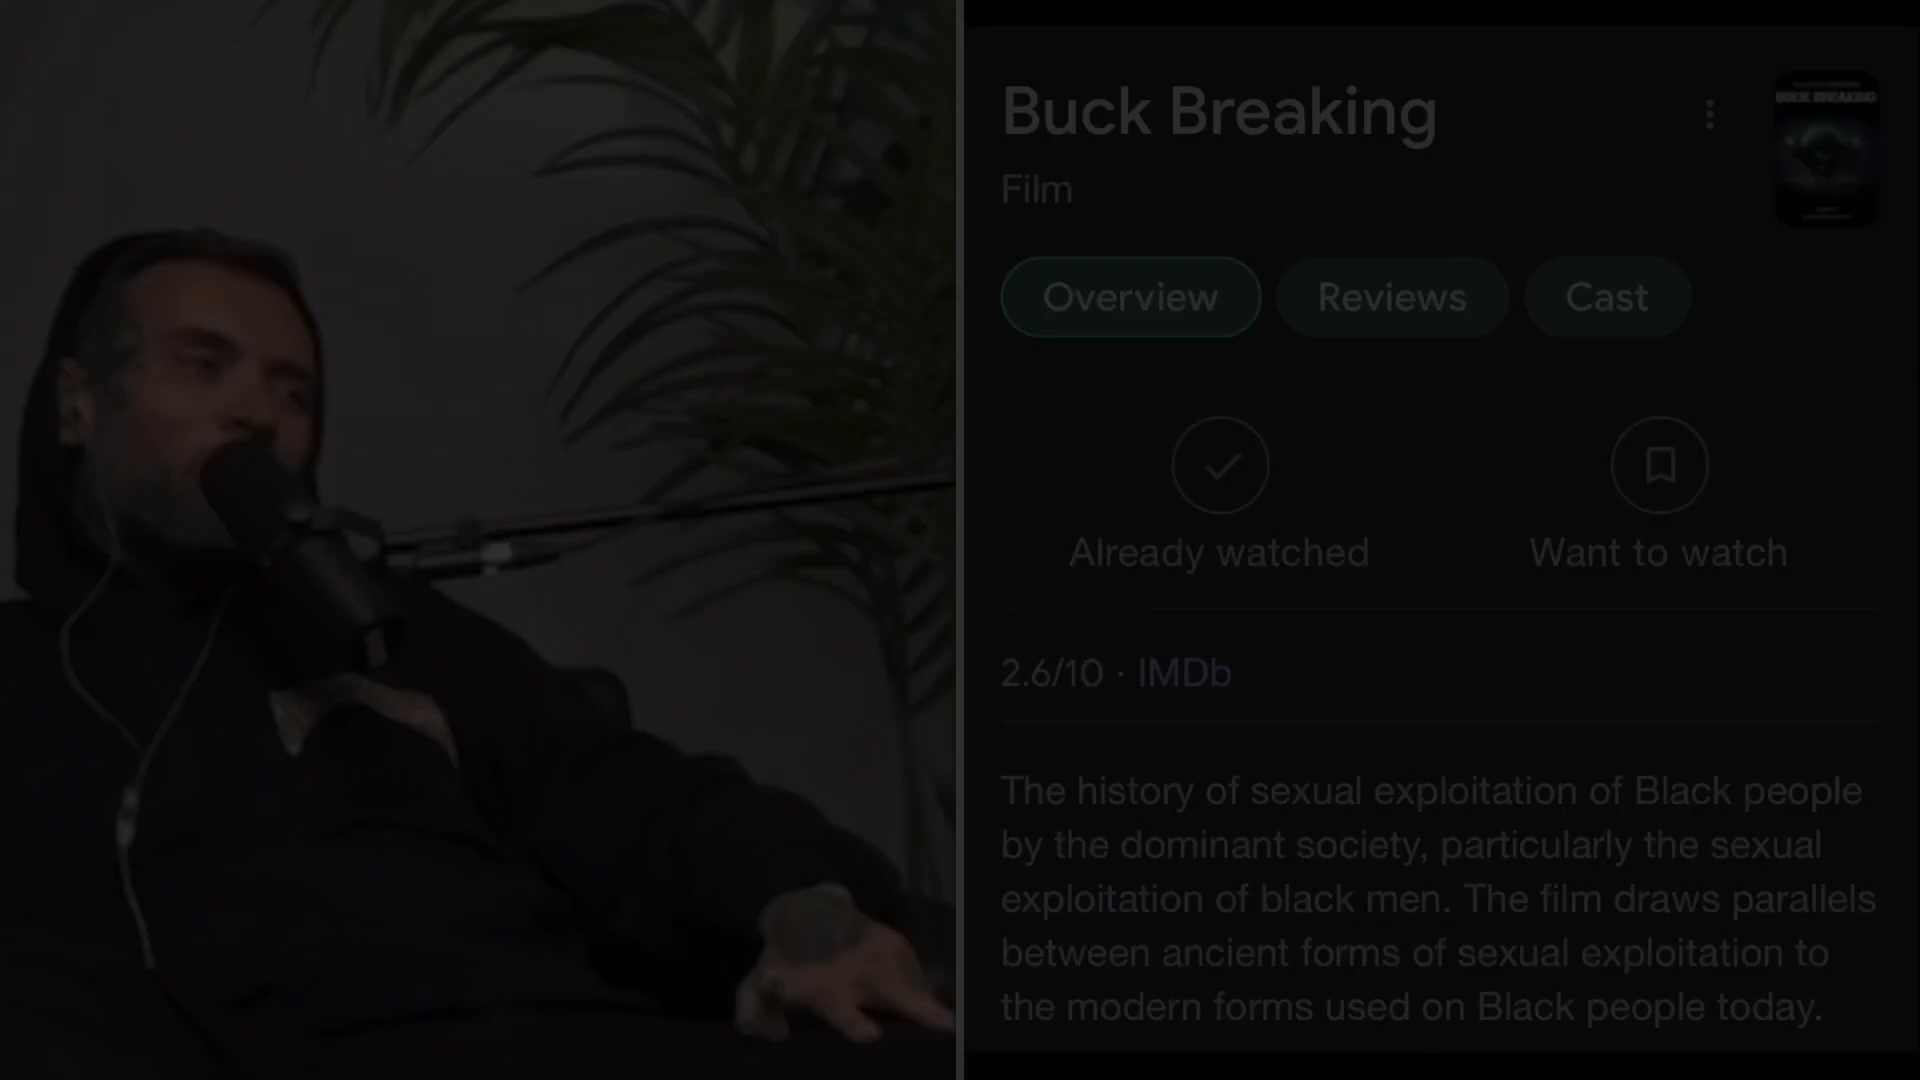 Buck Breaking
Film
BUCK BREAKING
Overview
Reviews
Cast
Already watched
Want to watch
2.6/10 · IMDb
The history of sexual exploitation of Black people
by the dominant society, particularly the sexual
exploitation of black men. The film draws parallels
between ancient forms of sexual exploitation to
the modern forms used on Black people today.